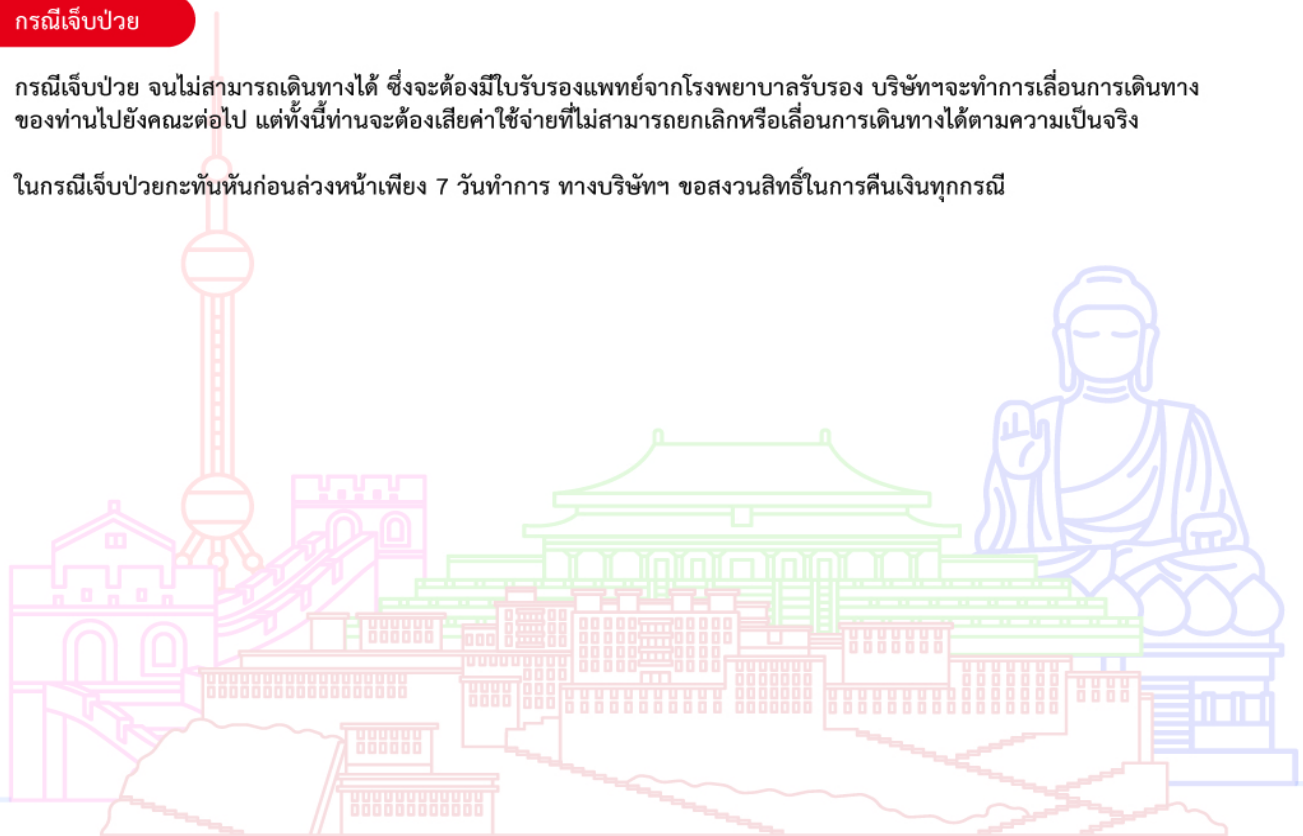 กรณีเจ็บป่วย
กรณีเจ็บป่วย จนไม่สามารถเดินทางได้ ซึ่งจะต้องมีใบรับรองแพทย์จากโรงพยาบาลรับรอง บริษัทฯจะทำการเลื่อนการเดินทาง
ของท่านไปยังคณะต่อไป แต่ทั้งนี้ท่านจะต้องเสียค่าใช้จ่ายที่ไม่สามารถยกเลิกหรือเลื่อนการเดินทางได้ตามความเป็นจริง
ในกรณีเจ็บป่วยกะทันหันก่อนล่วงหน้าเพียง 7 วันทำการ ทางบริษัทฯ ขอสงวนสิทธิ์ในการคืนเงินทุกกรณี